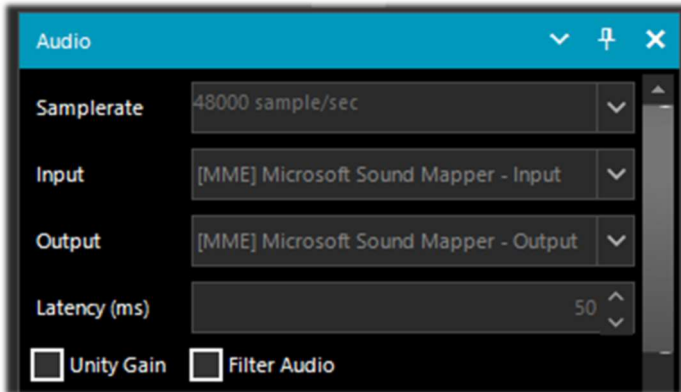 Audio
Samplerate 48000 sample/sec
Input [MME] Microsoft Sound Mapper - Input
Output [MME] Microsoft Sound Mapper - Output
Latency (ms) 50
Unity Gain Filter Audio